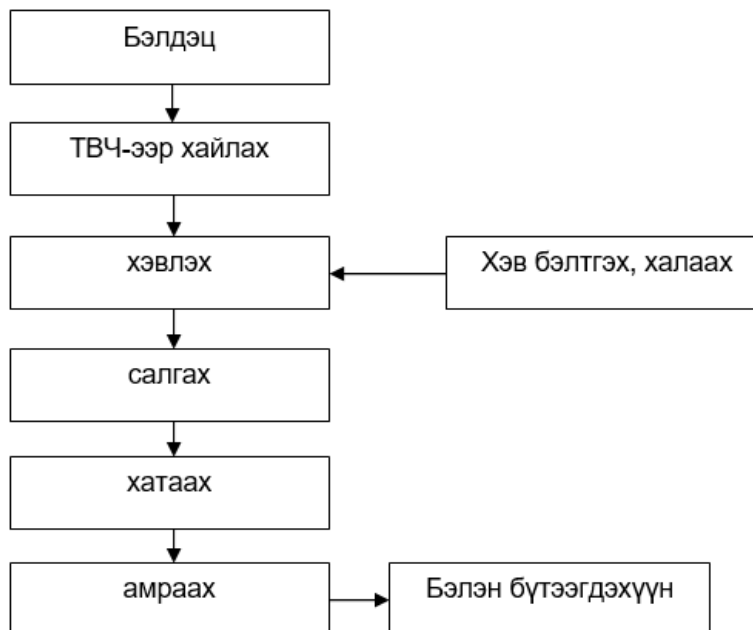 Бэлдэц
ТВЧ-ээр хайлах
хэвлэх
Хэв бэлтгэх, халаах
салгах
хатаах
амраах
Бэлэн бүтээгдэхүүн